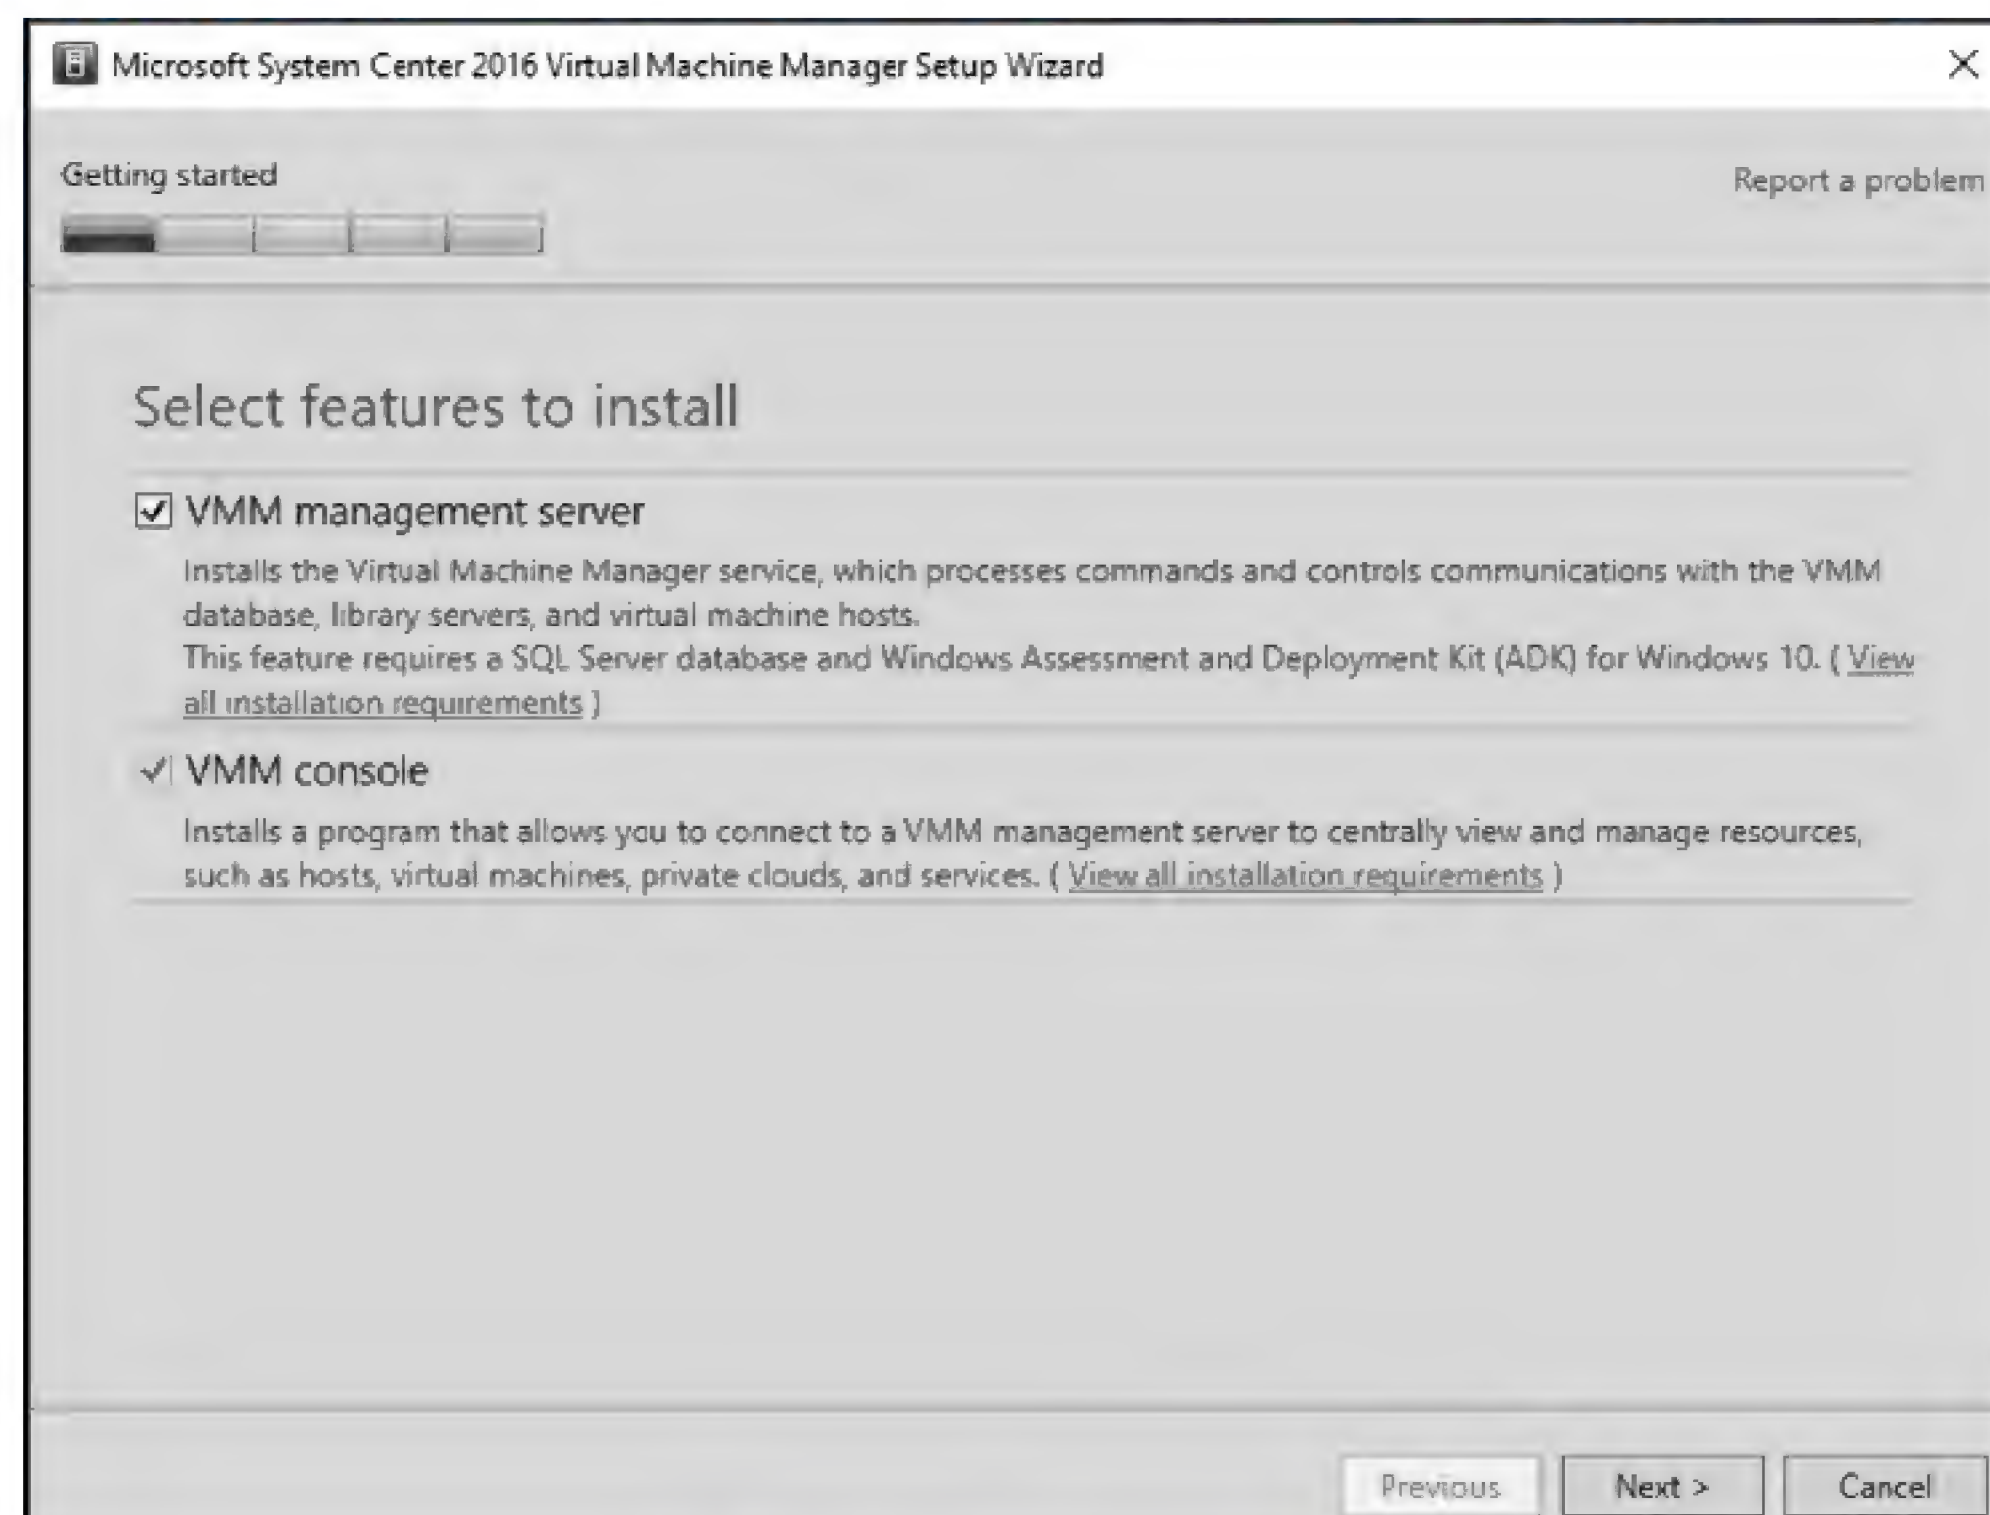 Microsoft System Center 2016 Virtual Machine Manager Setup Wizard
Getting started
Report a problem
Select features to install
VMM management server
Installs the Virtual Machine Manager service, which processes commands and controls communications with the VMM
database, library servers, and virtual machine hosts.
This feature requires a SQL Server database and Windows Assessment and Deployment Kit (ADK) for Windows 10. ( View
all installation requirements )
VMM console
Installs a program that allows you to connect to a VMM management server to centrally view and manage resources,
such as hosts, virtual machines, private clouds, and services. ( View all installation requirements )
Previous
Next >
Cancel